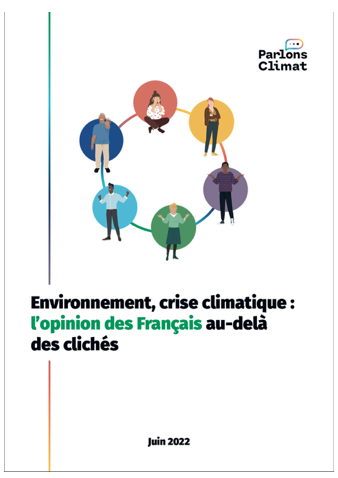 Parlons
Climat
Environnement, crise climatique :
l’opinion des Français au-delà
des clichés
Juin 2022